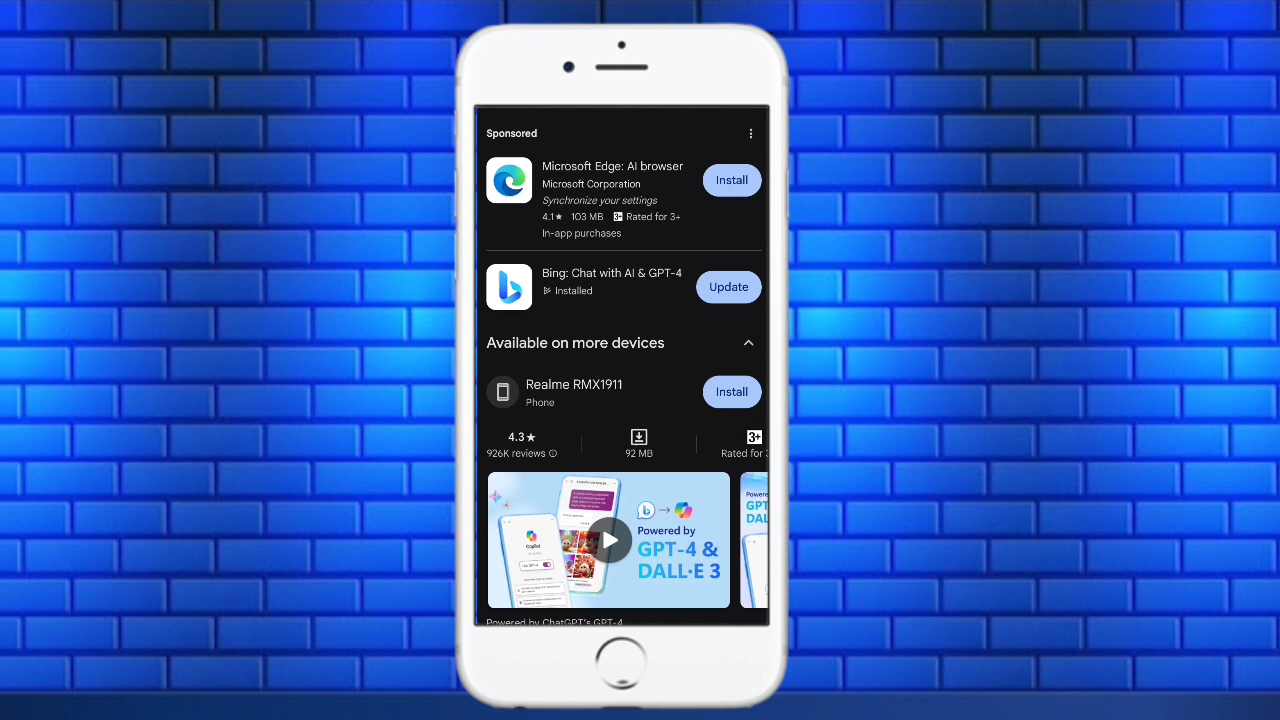 Sponsored
Microsoft Edge: AI browser
Microsoft Corporation
Synchronize your settings
4.1★ 103 MB 3+ Rated for 3+
In-app purchases
Install
Bing: Chat with AI & GPT-4
Installed
Update
Available on more devices
Realme RMX1911
Phone
Install
4.3★
926K reviews
92 MB
3+
Rated for
Copilot
Powered by
GPT-4 &
DALL·E 3
Powered by ChatGPT's GPT-4